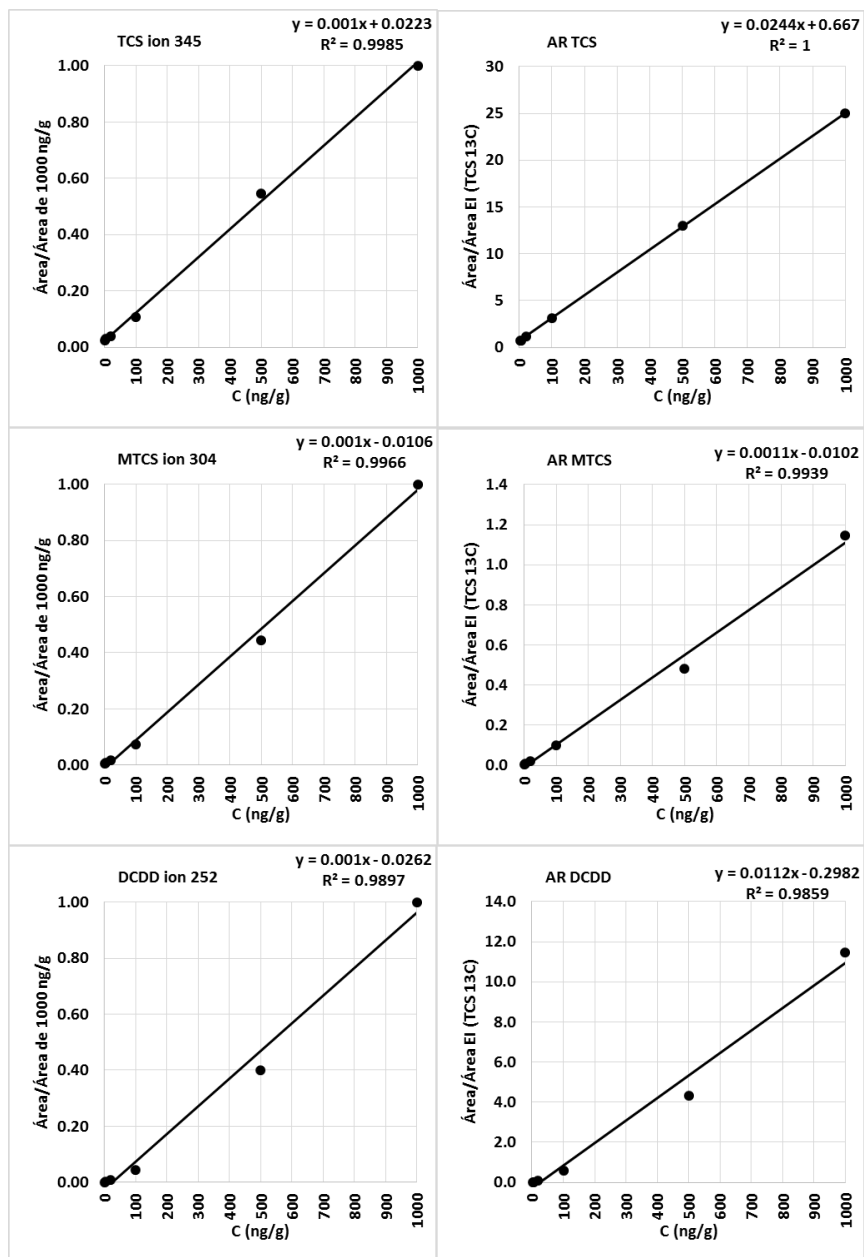 TCS ion 345
y = 0.001x + 0.0223
R² = 0.9985
Área/Área de 1000 ng/g
1.00
0.80
0.60
0.40
0.20
0.00
0 100 200 300 400 500 600 700 800 900 1000
C (ng/g)
AR TCS
y = 0.0244x + 0.667
R² = 1
Área/Área EI (TCS 13C)
30
25
20
15
10
5
0
0 100 200 300 400 500 600 700 800 900 1000
C (ng/g)
MTCS ion 304
y = 0.001x - 0.0106
R² = 0.9966
Área/Área de 1000 ng/g
1.00
0.80
0.60
0.40
0.20
0.00
0 100 200 300 400 500 600 700 800 900 1000
C (ng/g)
AR MTCS
y = 0.0011x - 0.0102
R² = 0.9939
Área/Área EI (TCS 13C)
1.4
1.2
1.0
0.8
0.6
0.4
0.2
0.0
0 100 200 300 400 500 600 700 800 900 1000
C (ng/g)
DCDD ion 252
y = 0.001x - 0.0262
R² = 0.9897
Área/Área de 1000 ng/g
1.00
0.80
0.60
0.40
0.20
0.00
0 100 200 300 400 500 600 700 800 900 1000
C (ng/g)
AR DCDD
y = 0.0112x - 0.2982
R² = 0.9859
Área/Área EI (TCS 13C)
14.0
12.0
10.0
8.0
6.0
4.0
2.0
0.0
0 100 200 300 400 500 600 700 800 900 1000
C (ng/g)